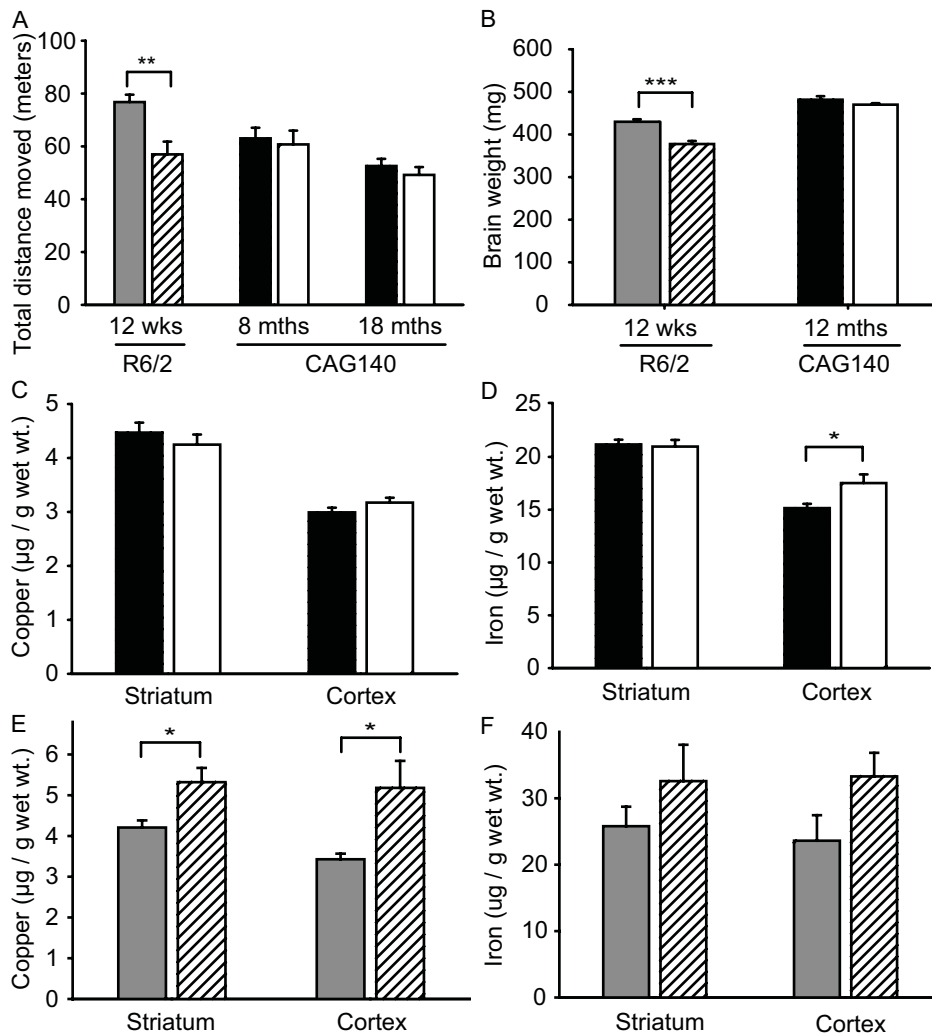 A
Total distance moved (meters)
100
80
60
40
20
0
**
12 wks
8 mths
18 mths
R6/2
CAG140
B
Brain weight (mg)
600
500
400
300
200
100
0
***
12 wks
12 mths
R6/2
CAG140
C
Copper (µg / g wet wt.)
5
4
3
2
1
0
Striatum
Cortex
D
Iron (µg / g wet wt.)
25
20
15
10
5
0
*
Striatum
Cortex
E
Copper (µg / g wet wt.)
6
5
4
3
2
1
0
*
*
Striatum
Cortex
F
Iron (ug / g wet wt.)
40
30
20
10
0
Striatum
Cortex